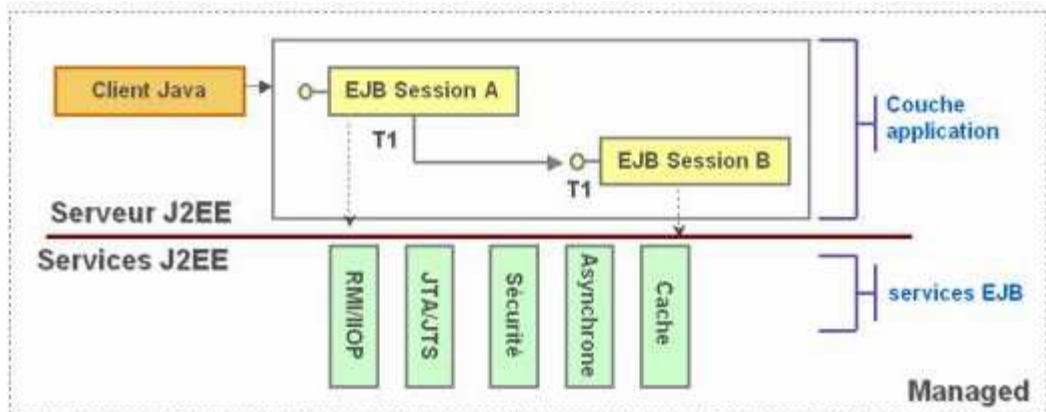 Client Java
EJB Session A
Couche
application
T1
EJB Session B
T1
Serveur J2EE
Services J2EE
RMI/IIOP
JTA/JTS
Sécurité
Asynchrone
Cache
services EJB
Managed